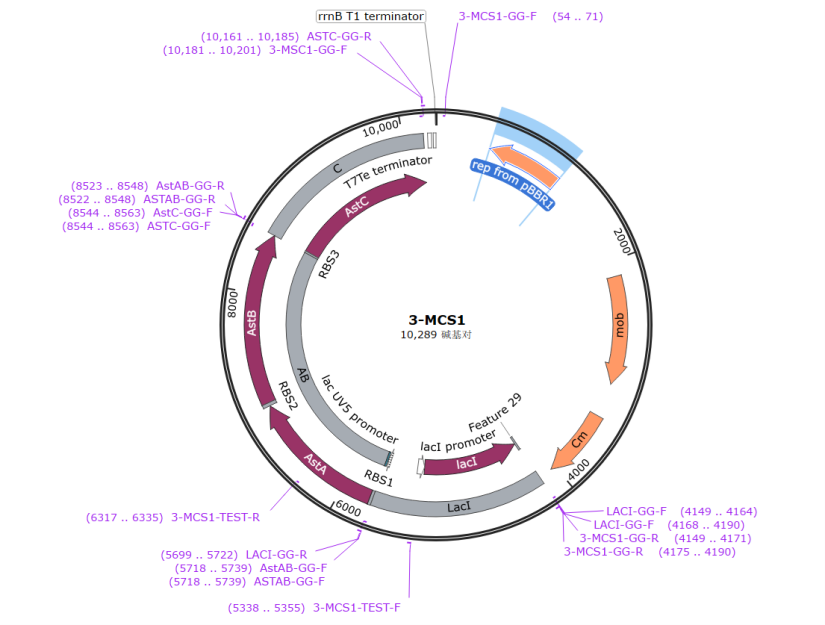 rrnB T1 terminator
3-MCS1-GG-F (54 .. 71)
(10,161 .. 10,185) ASTC-GG-R
(10,181 .. 10,201) 3-MSC1-GG-F
10,000
C
T7Te terminator
rep from pBBR1
AstC
(8523 .. 8548) AstAB-GG-R
(8522 .. 8548) ASTAB-GG-R
(8544 .. 8563) AstC-GG-F
(8544 .. 8563) ASTC-GG-F
2000
RBS3
8000
AstB
3-MCS1
10,289 碱基对
mob
AB
lac UV5 promoter
RBS2
Feature 29
lacI promoter
Cm
lacI
AstA
RBS1
4000
6000
LacI
(6317 .. 6335) 3-MCS1-TEST-R
LACI-GG-F (4149 .. 4164)
LACI-GG-F (4168 .. 4190)
3-MCS1-GG-R (4149 .. 4171)
3-MCS1-GG-R (4175 .. 4190)
(5699 .. 5722) LACI-GG-R
(5718 .. 5739) AstAB-GG-F
(5718 .. 5739) ASTAB-GG-F
(5338 .. 5355) 3-MCS1-TEST-F